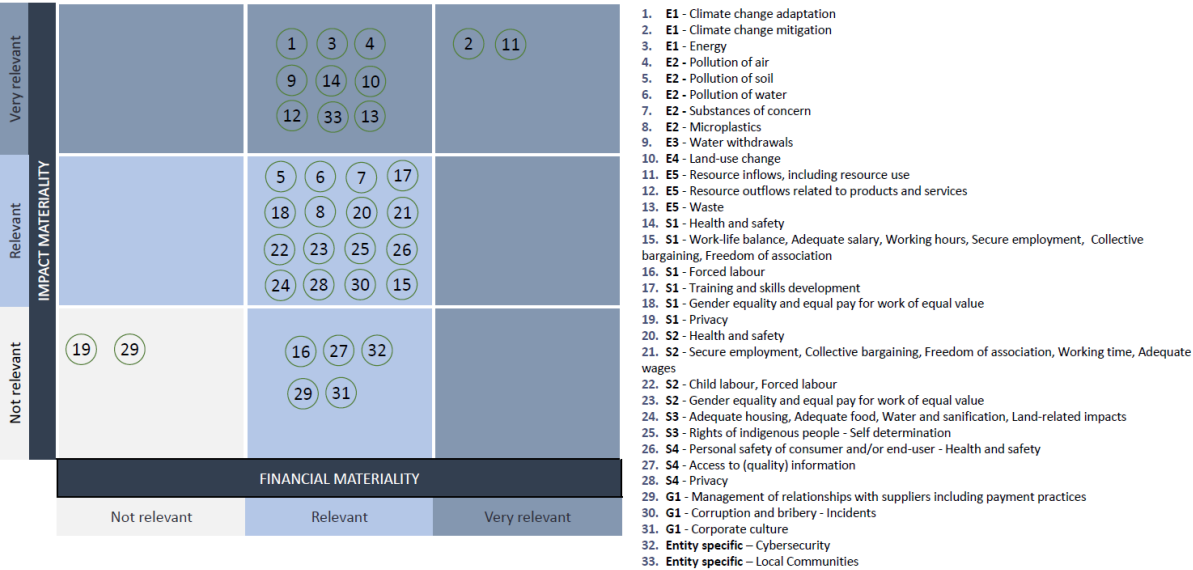 Very relevant
Relevant
Not relevant
IMPACT MATERIALITY
1 3 4
2 11
9 14 10
12 33 13
5 6 7 17
18 8 20 21
22 23 25 26
24 28 30 15
19 29
16 27 32
29 31
FINANCIAL MATERIALITY
Not relevant
Relevant
Very relevant
1. E1 - Climate change adaptation
2. E1 - Climate change mitigation
3. E1 - Energy
4. E2 - Pollution of air
5. E2 - Pollution of soil
6. E2 - Pollution of water
7. E2 - Substances of concern
8. E2 - Microplastics
9. E3 - Water withdrawals
10. E4 - Land-use change
11. E5 - Resource inflows, including resource use
12. E5 - Resource outflows related to products and services
13. E5 - Waste
14. S1 - Health and safety
15. S1 - Work-life balance, Adequate salary, Working hours, Secure employment, Collective
bargaining, Freedom of association
16. S1 - Forced labour
17. S1 - Training and skills development
18. S1 - Gender equality and equal pay for work of equal value
19. S1 - Privacy
20. S2 - Health and safety
21. S2 - Secure employment, Collective bargaining, Freedom of association, Working time, Adequate
wages
22. S2 - Child labour, Forced labour
23. S2 - Gender equality and equal pay for work of equal value
24. S3 - Adequate housing, Adequate food, Water and sanification, Land-related impacts
25. S3 - Rights of indigenous people - Self determination
26. S4 - Personal safety of consumer and/or end-user - Health and safety
27. S4 - Access to (quality) information
28. S4 - Privacy
29. G1 - Management of relationships with suppliers including payment practices
30. G1 - Corruption and bribery - Incidents
31. G1 - Corporate culture
32. Entity specific – Cybersecurity
33. Entity specific – Local Communities